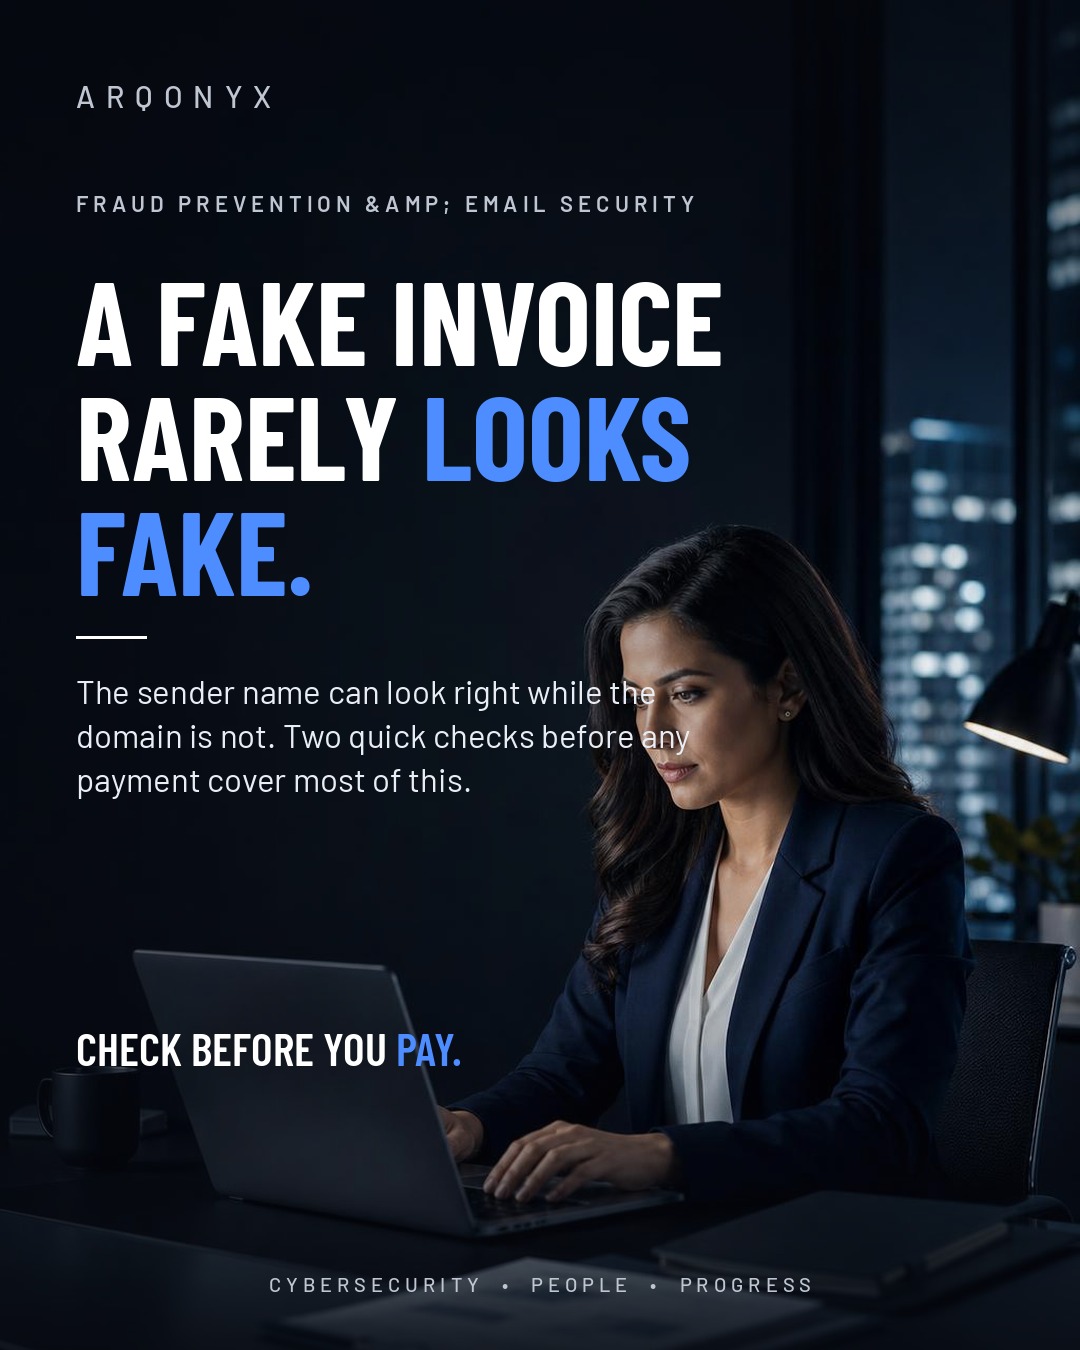 ARQONYX
FRAUD PREVENTION &AMP; EMAIL SECURITY
A FAKE INVOICE
RARELY LOOKS
FAKE.
The sender name can look right while the
domain is not. Two quick checks before any
payment cover most of this.
CHECK BEFORE YOU PAY.
CYBERSECURITY • PEOPLE • PROGRESS